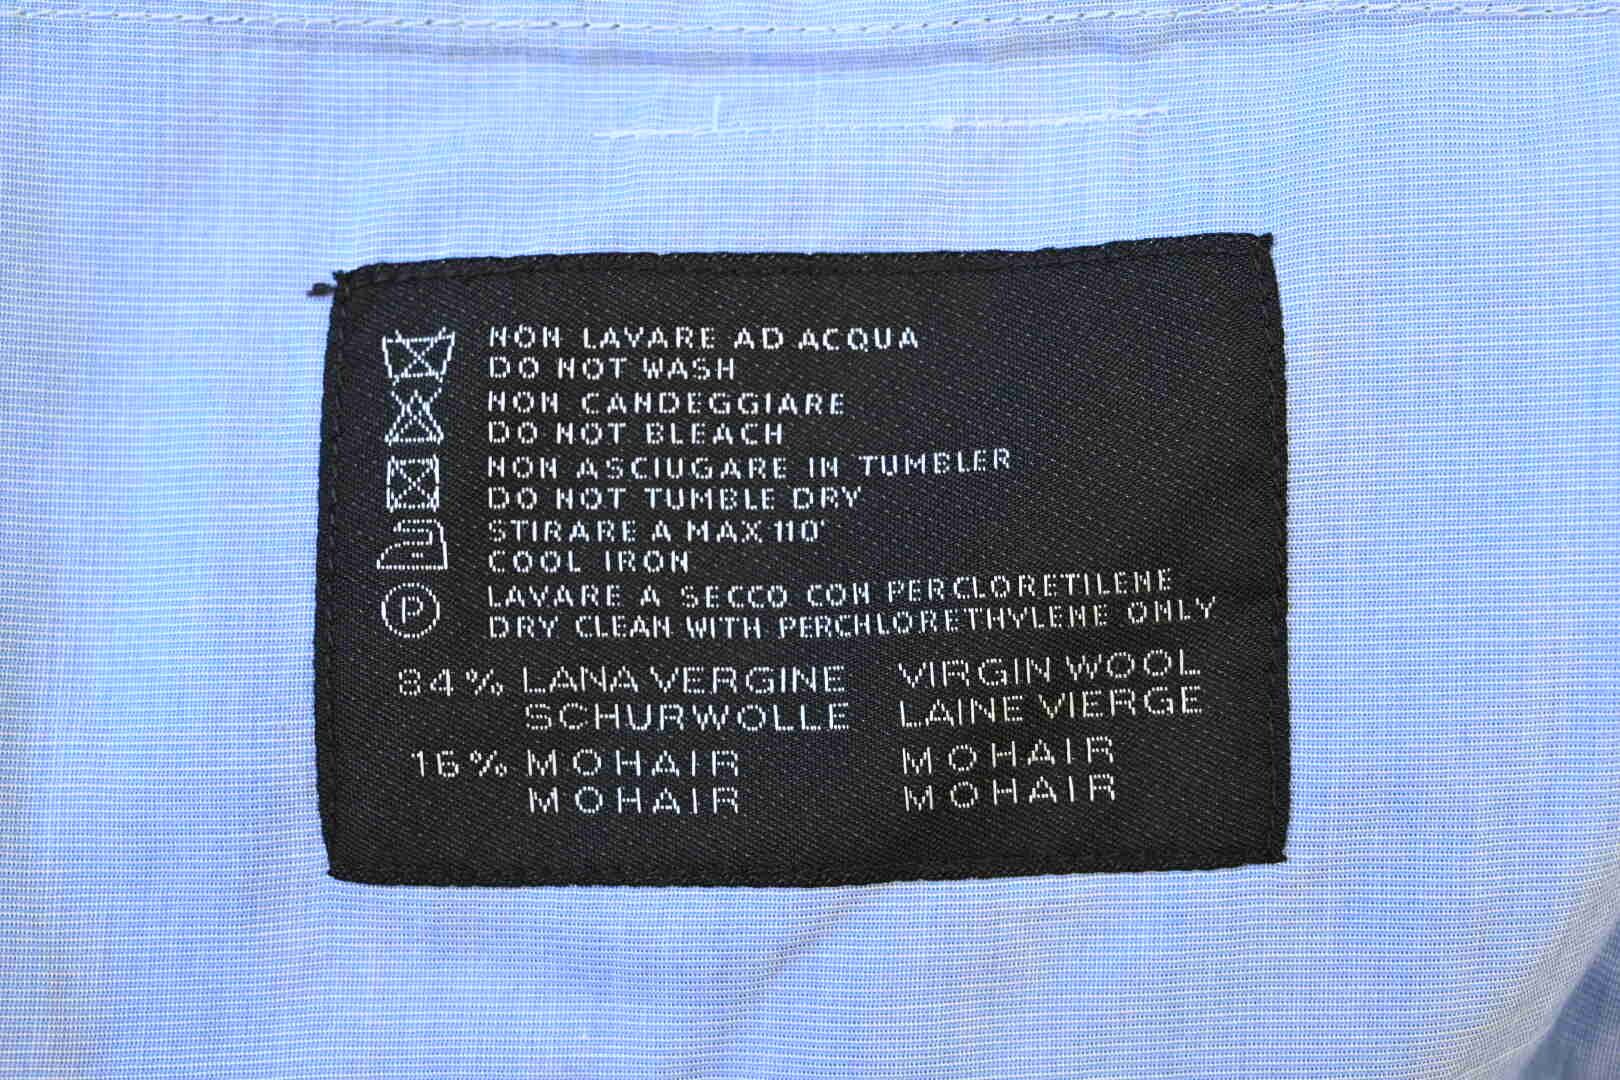 NON LAVARE AD ACQUA
DO NOT WASH
NON CANDEGGIARE
DO NOT BLEACH
NON ASCIUGARE IN TUMBLER
DO NOT TUMBLE DRY
STIRARE A MAX 110°
COOL IRON
P
LAVARE A SECCO CON PERCLORETILENE
DRY CLEAN WITH PERCHLORETHYLENE ONLY
84% LANA VERGINE VIRGIN WOOL
SCHURWOLLE LAINE VIERGE
16% MOHAIR MOHAIR
MOHAIR MOHAIR